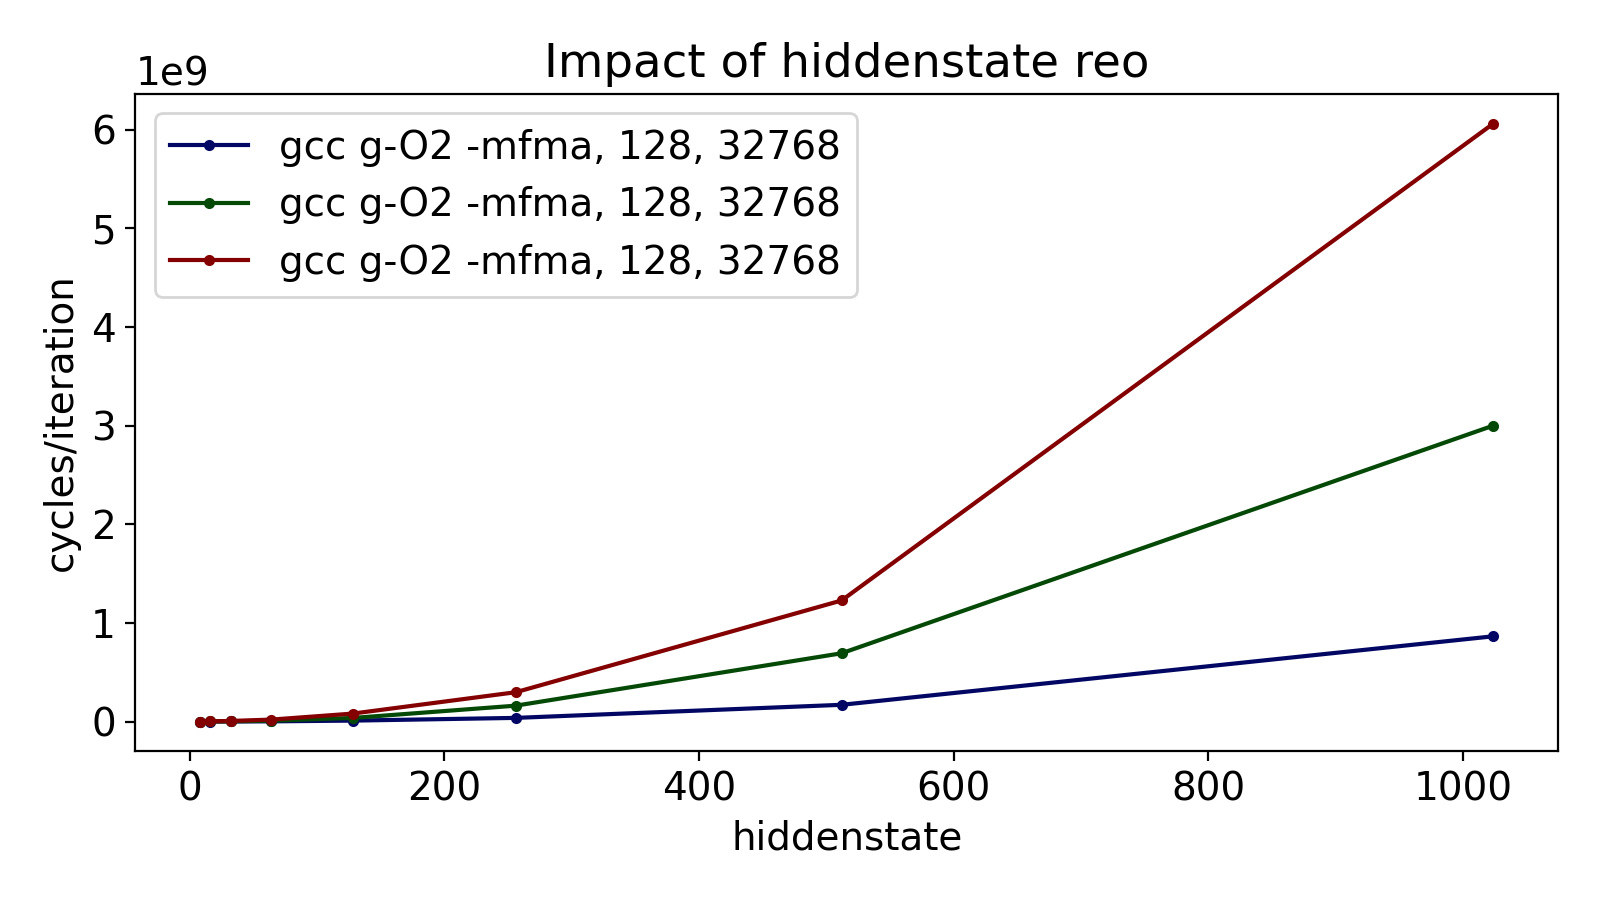 Impact of hiddenstate reo
1e9
gcc g-O2 -mfma, 128, 32768
gcc g-O2 -mfma, 128, 32768
gcc g-O2 -mfma, 128, 32768
cycles/iteration
6
5
4
3
2
1
0
0 200 400 600 800 1000
hiddenstate